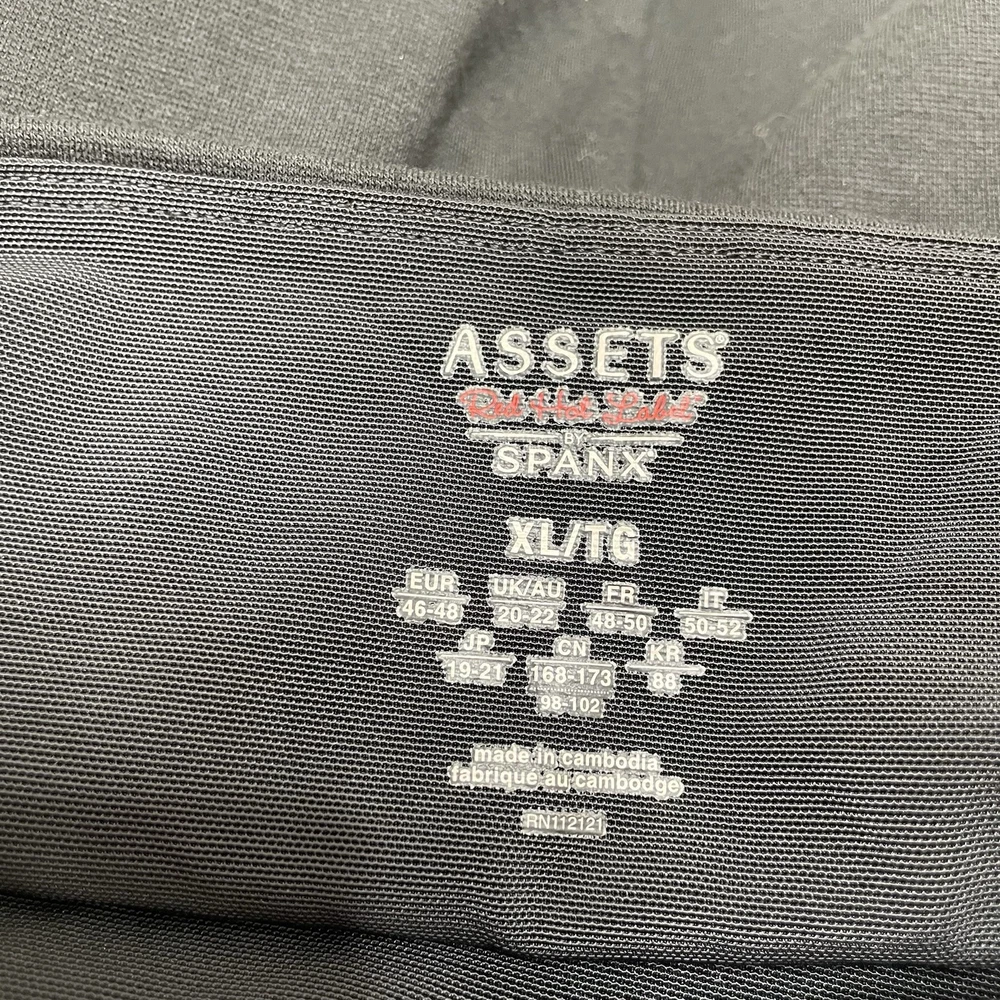 ASSETS®
Red Hot Label™
BY
SPANX®
XL/TG
EUR UK/AU FR IT
46-48 20-22 48-50 50-52
JP CN KR
19-21 168-173 88
98-102
made in cambodia
fabriqué au cambodge
RN112121